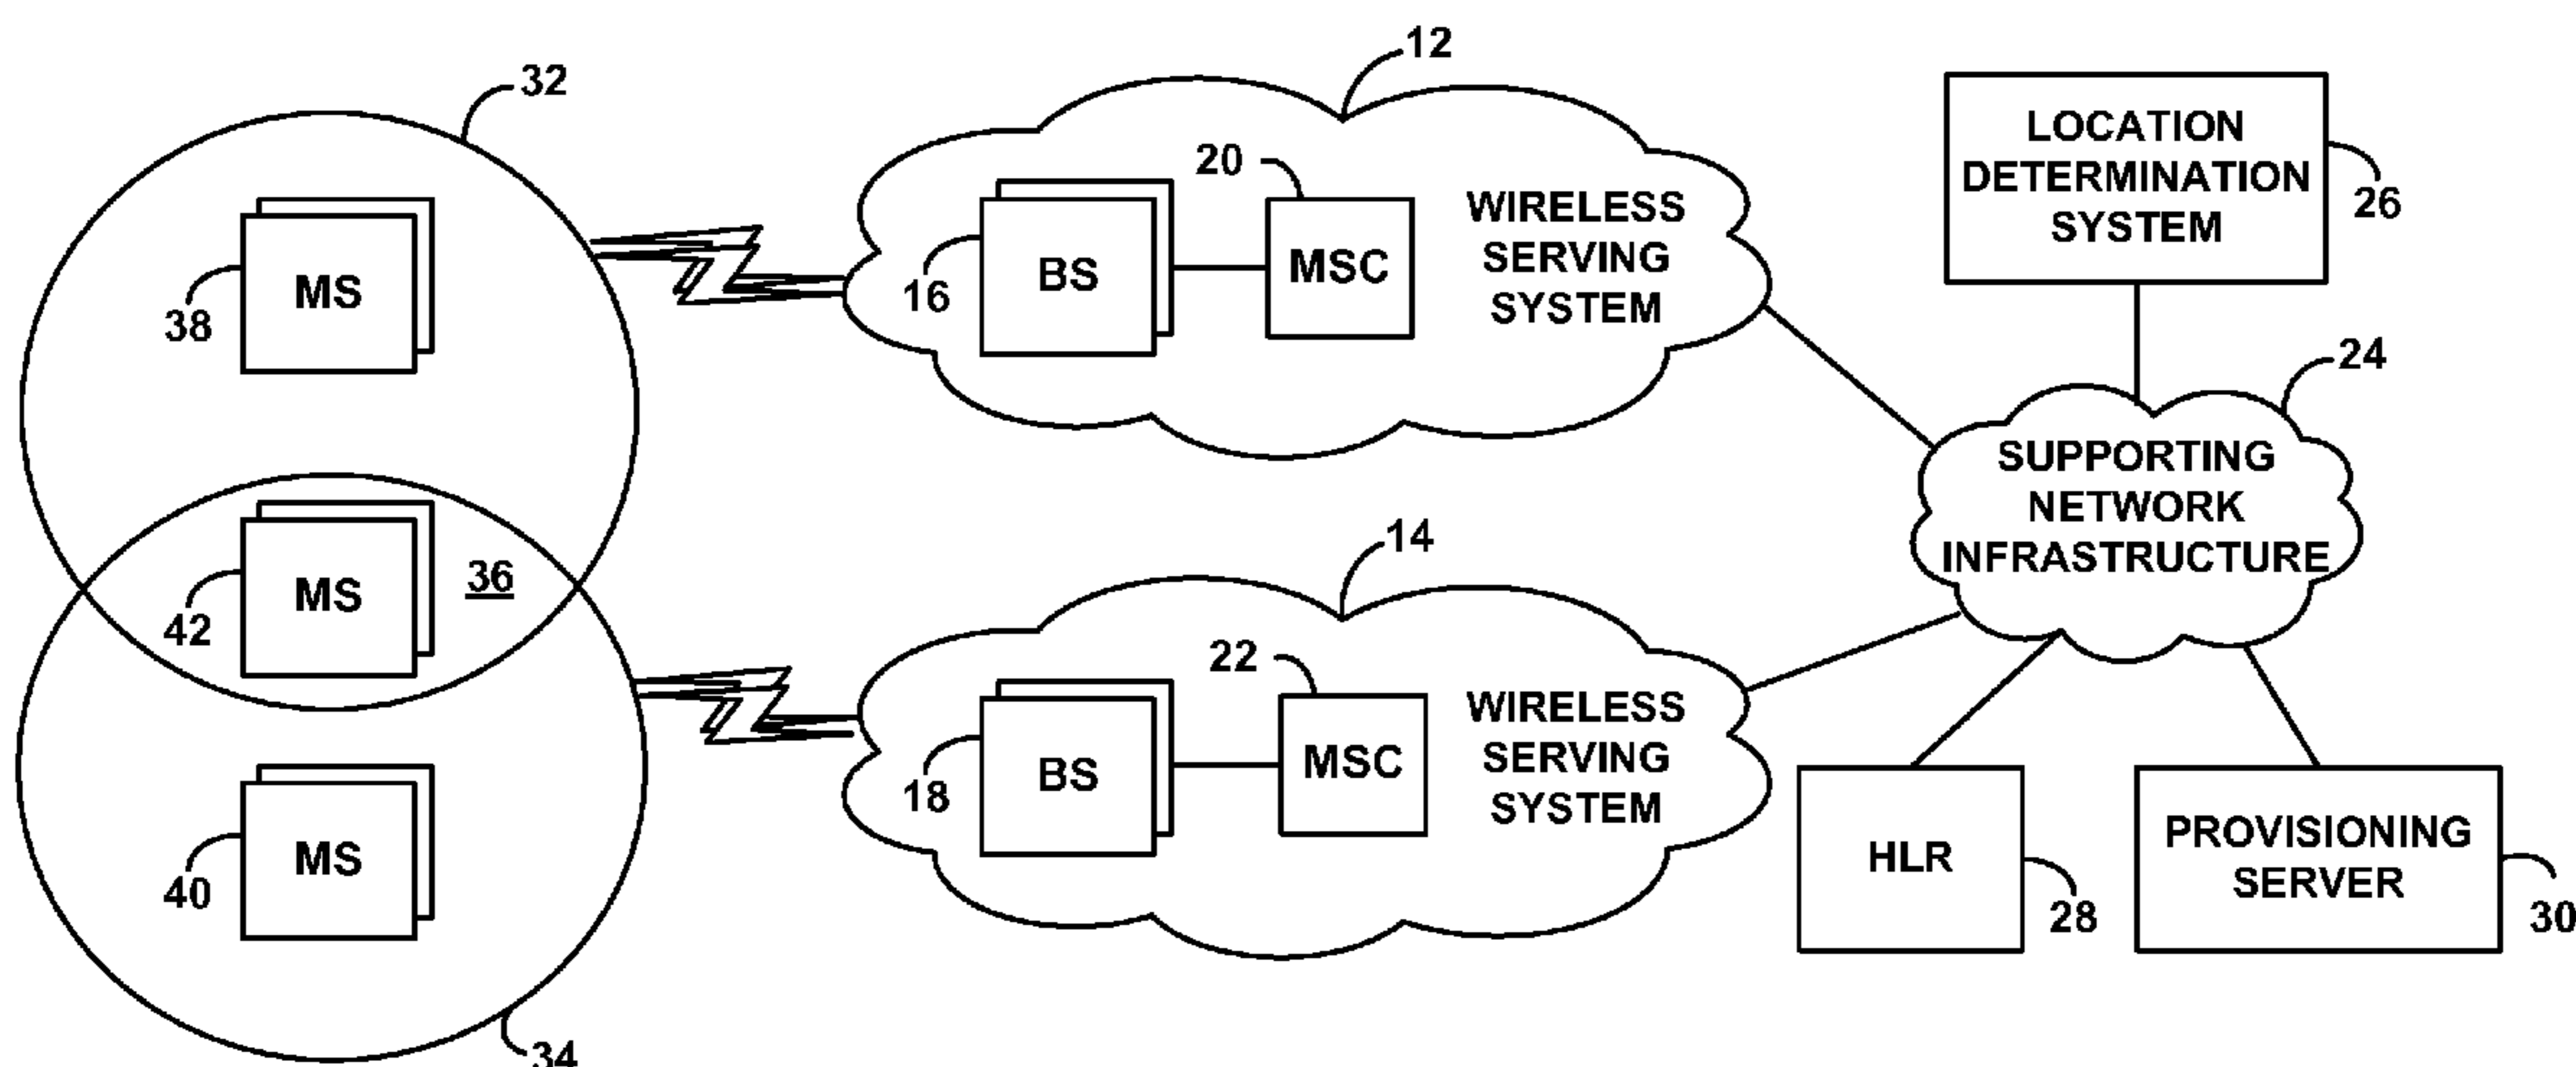 12
32
LOCATION
DETERMINATION
SYSTEM
26
20
WIRELESS
SERVING
SYSTEM
MSC
BS
16
MS
38
24
SUPPORTING
NETWORK
INFRASTRUCTURE
14
MS
36
42
22
WIRELESS
SERVING
SYSTEM
MSC
BS
18
MS
40
HLR
28
PROVISIONING
SERVER
30
34